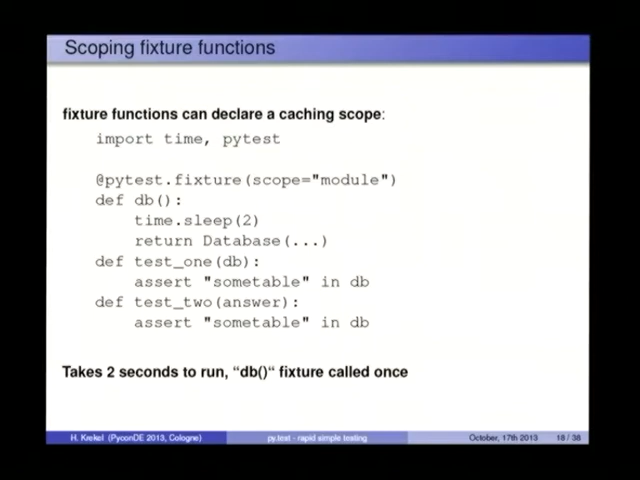 Scoping fixture functions
fixture functions can declare a caching scope:
import time, pytest
@pytest.fixture(scope="module")
def db():
    time.sleep(2)
    return Database(...)
def test_one(db):
    assert "sometable" in db
def test_two(answer):
    assert "sometable" in db
Takes 2 seconds to run, “db()“ fixture called once
H. Krekel (PyconDE 2013, Cologne) py.test - rapid simple testing October, 17th 2013 18 / 38